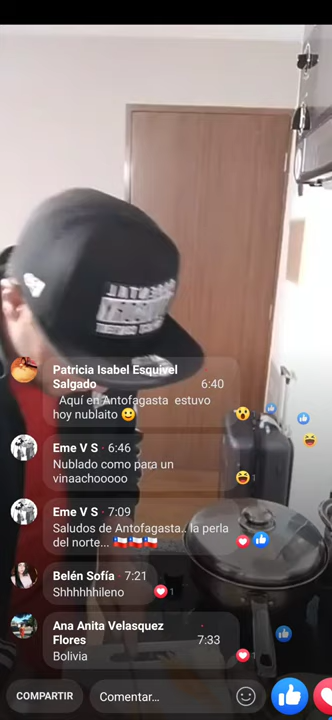 Patricia Isabel Esquivel
Salgado 6:40
Aquí en Antofagasta estuvo
hoy nublaito
Eme V S · 6:46
Nublado como para un
vinaachooooo
Eme V S · 7:09
Saludos de Antofagasta.. la perla
del norte...
Belén Sofía · 7:21
Shhhhhhileno
1
Ana Anita Velasquez
Flores 7:33
Bolivia
1
COMPARTIR
Comentar...